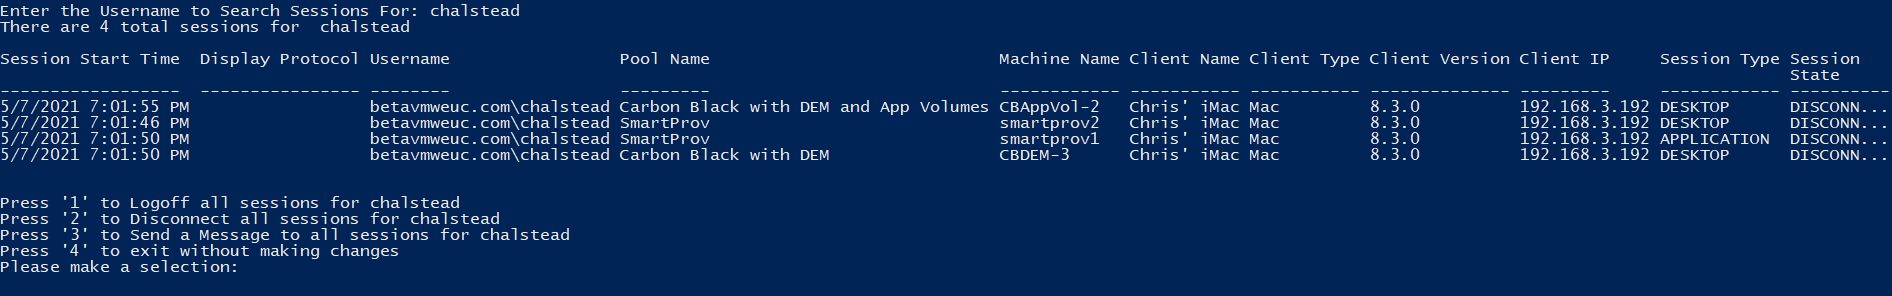 Enter the Username to Search Sessions For: chalstead
There are 4 total sessions for  chalstead
Session Start Time  Display Protocol Username                 Pool Name                             Machine Name Client Name Client Type Client Version Client IP     Session Type Session
                                                                                                                                                                                   State
------------------  ---------------- --------                 ---------                             ------------ ----------- ----------- -------------- ---------     ------------ ----------
5/7/2021 7:01:55 PM                  betavmweuc.com\chalstead Carbon Black with DEM and App Volumes CBAppVol-2   Chris' iMac Mac         8.3.0          192.168.3.192 DESKTOP      DISCONN...
5/7/2021 7:01:46 PM                  betavmweuc.com\chalstead SmartProv                             smartprov2   Chris' iMac Mac         8.3.0          192.168.3.192 DESKTOP      DISCONN...
5/7/2021 7:01:50 PM                  betavmweuc.com\chalstead SmartProv                             smartprov1   Chris' iMac Mac         8.3.0          192.168.3.192 APPLICATION  DISCONN...
5/7/2021 7:01:50 PM                  betavmweuc.com\chalstead Carbon Black with DEM                 CBDEM-3      Chris' iMac Mac         8.3.0          192.168.3.192 DESKTOP      DISCONN...
Press '1' to Logoff all sessions for chalstead
Press '2' to Disconnect all sessions for chalstead
Press '3' to Send a Message to all sessions for chalstead
Press '4' to exit without making changes
Please make a selection: